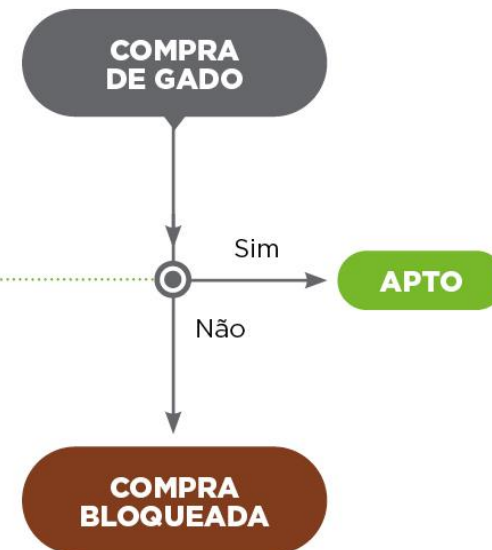 COMPRA
DE GADO
Sim
APTO
Não
COMPRA
BLOQUEADA